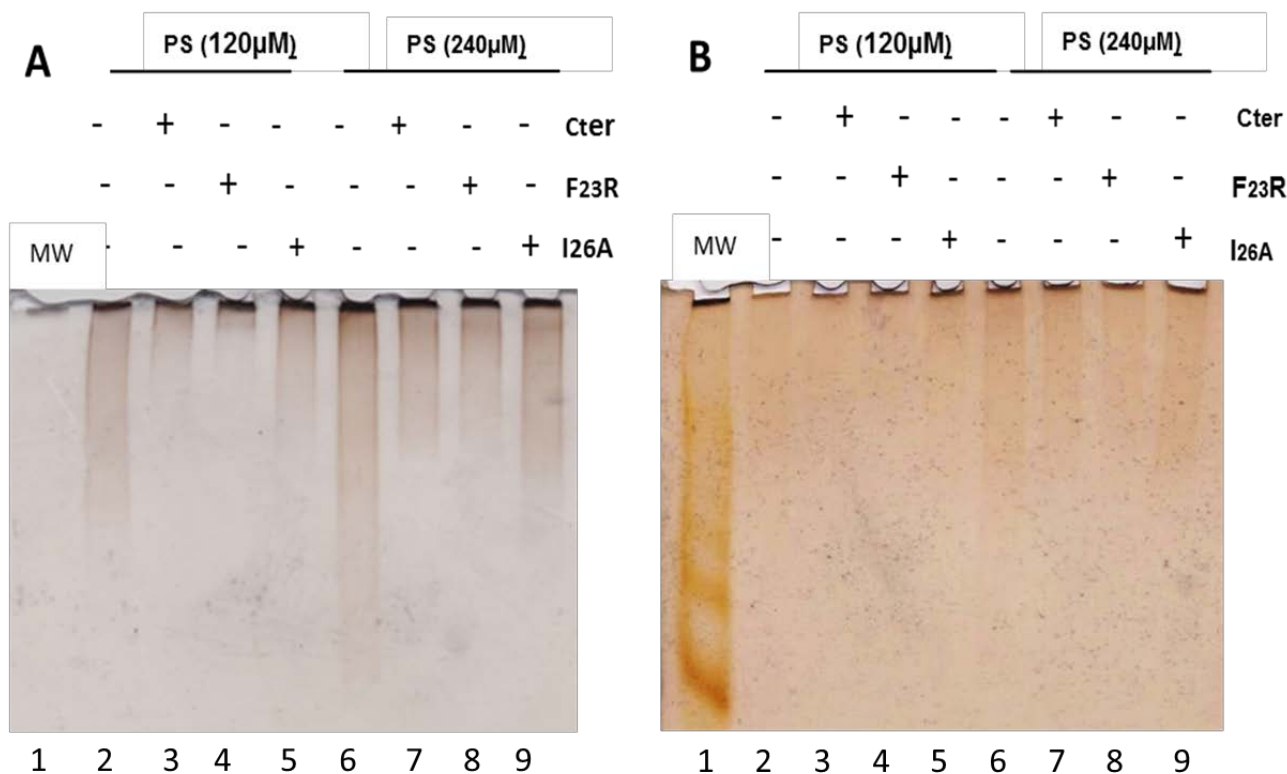 A PS (120µM) PS (240µM)
- + - - - + - - Cter
- - + - - - + - F23R
MW - - - + - - - + I26A
1 2 3 4 5 6 7 8 9
B PS (120µM) PS (240µM)
- + - - - + - - Cter
- - + - - - + - F23R
MW - - - + - - - + I26A
1 2 3 4 5 6 7 8 9